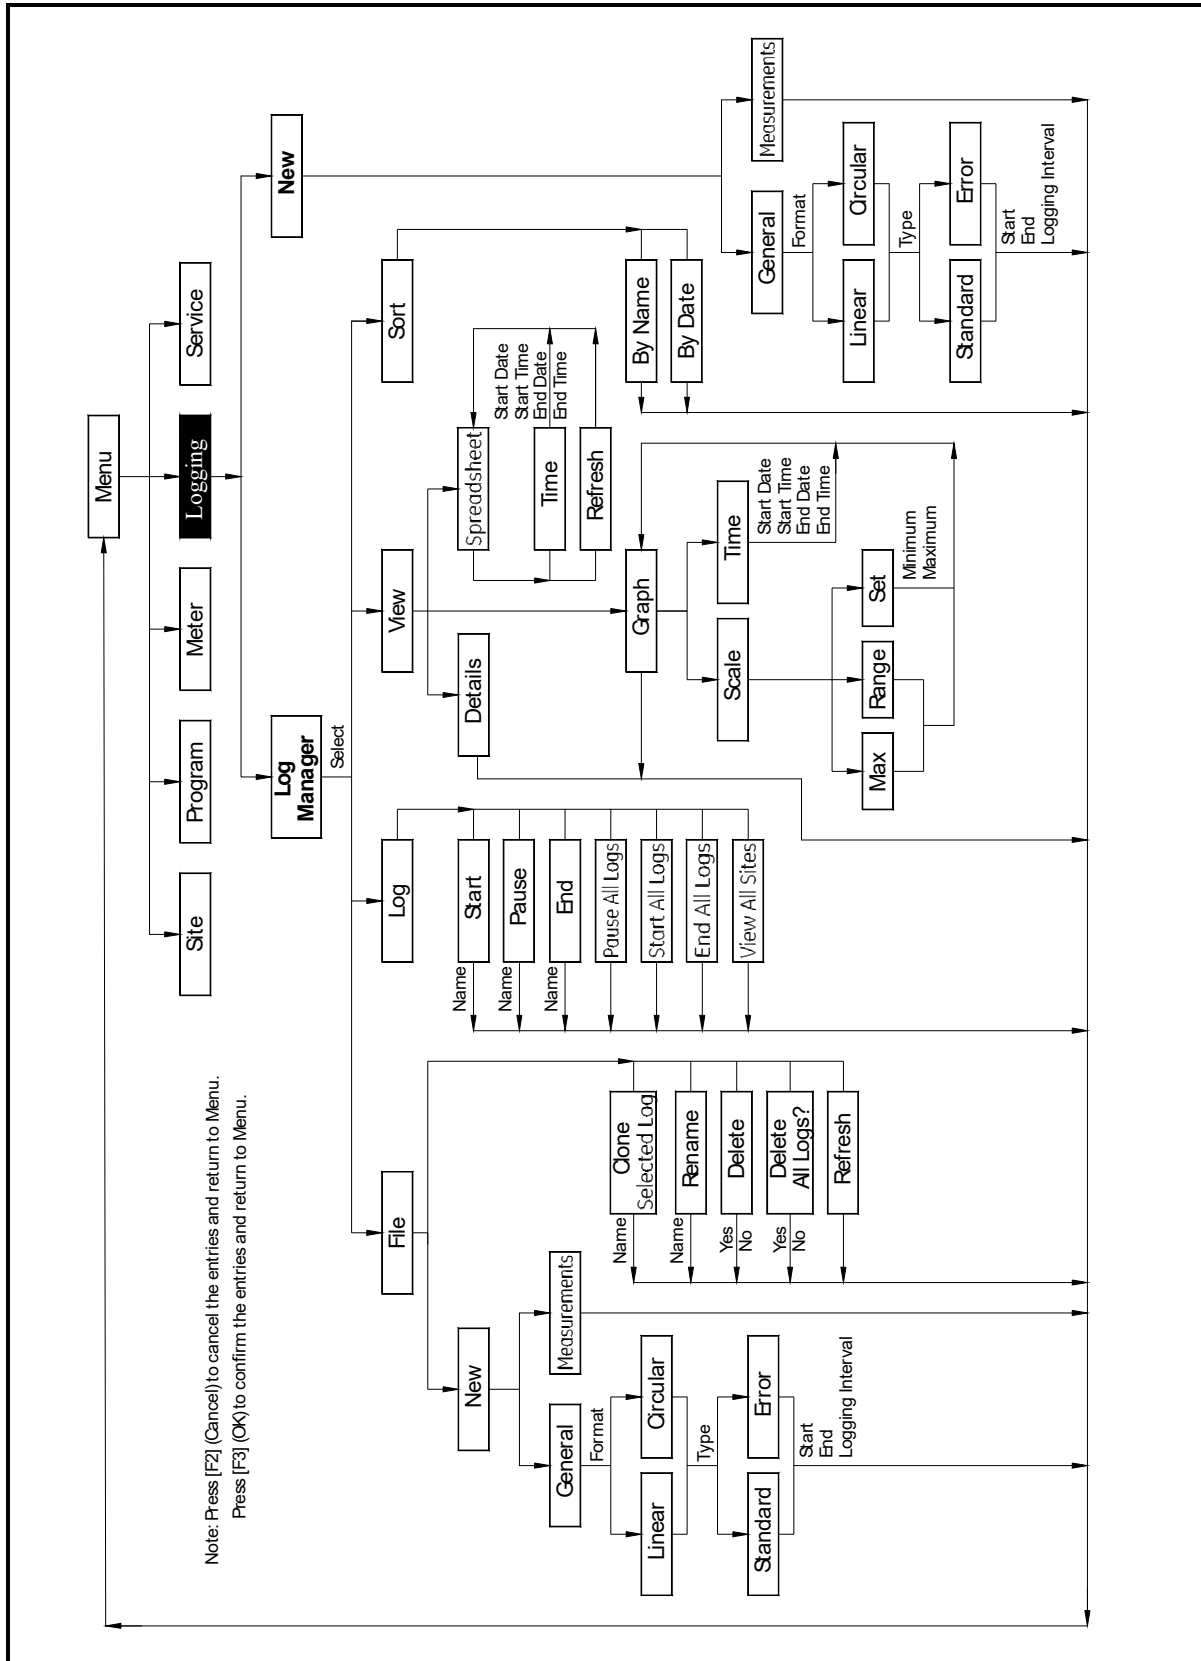 Menu
Site
Program
Meter
Logging
Service
Note: Press [F2] (Cancel) to cancel the entries and return to Menu.
Press [F3] (OK) to confirm the entries and return to Menu.
Log
Manager
New
Select
File
Log
View
Sort
New
General
Measurements
Format
Linear
Circular
Type
Standard
Error
Start
End
Logging Interval
Clone
Selected Log
Name
Rename
Name
Delete
Yes
No
Delete
All Logs?
Yes
No
Refresh
Name
Start
Name
Pause
Name
End
Pause All Logs
Start All Logs
End All Logs
View All Sites
Details
Spreadsheet
Time
Start Date
Start Time
End Date
End Time
Refresh
Graph
Scale
Time
Start Date
Start Time
End Date
End Time
Max
Range
Set
Minimum
Maximum
By Name
By Date
General
Measurements
Format
Linear
Circular
Type
Standard
Error
Start
End
Logging Interval